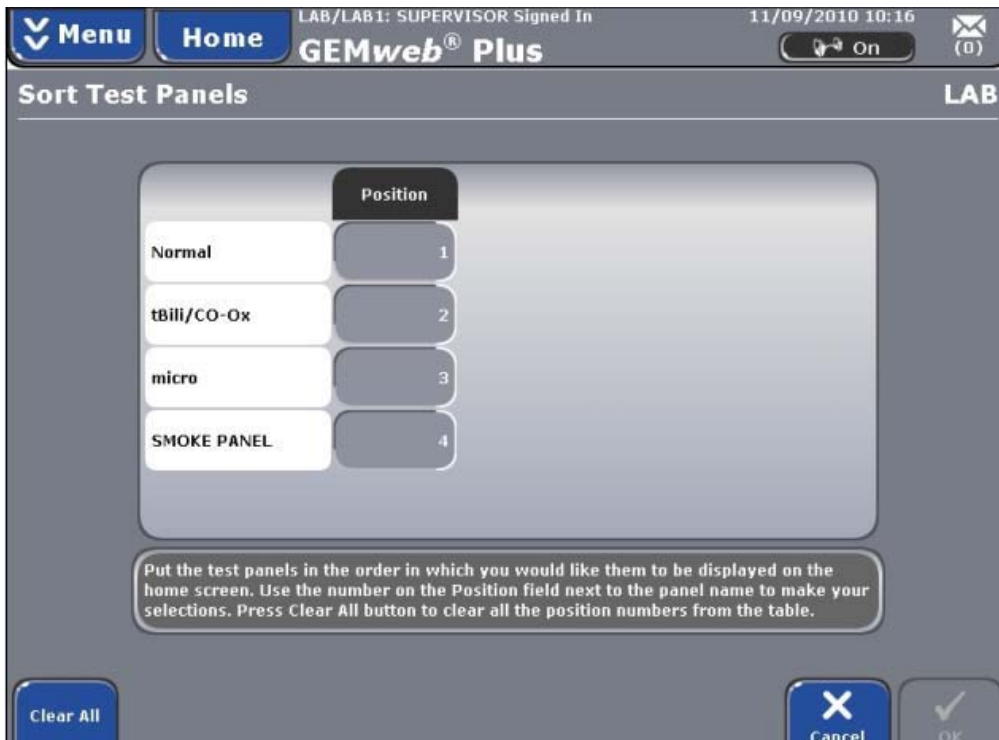 Menu
Home
LAB/LAB1: SUPERVISOR Signed In
GEMweb® Plus
11/09/2010 10:16
On
(0)
Sort Test Panels
LAB
Position
Normal 1
tBili/CO-Ox 2
micro 3
SMOKE PANEL 4
Put the test panels in the order in which you would like them to be displayed on the
home screen. Use the number on the Position field next to the panel name to make your
selections. Press Clear All button to clear all the position numbers from the table.
Clear All
Cancel
OK